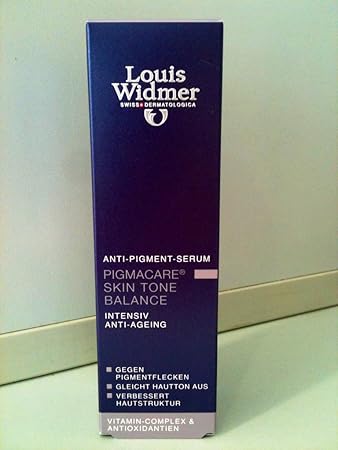 Louis
Widmer
SWISS DERMATOLOGICA
ANTI-PIGMENT-SERUM
PIGMACARE®
SKIN TONE
BALANCE
INTENSIV
ANTI-AGEING
GEGEN
PIGMENTFLECKEN
GLEICHT HAUTTON AUS
VERBESSERT
HAUTSTRUKTUR
VITAMIN-COMPLEX &
ANTIOXIDANTIEN